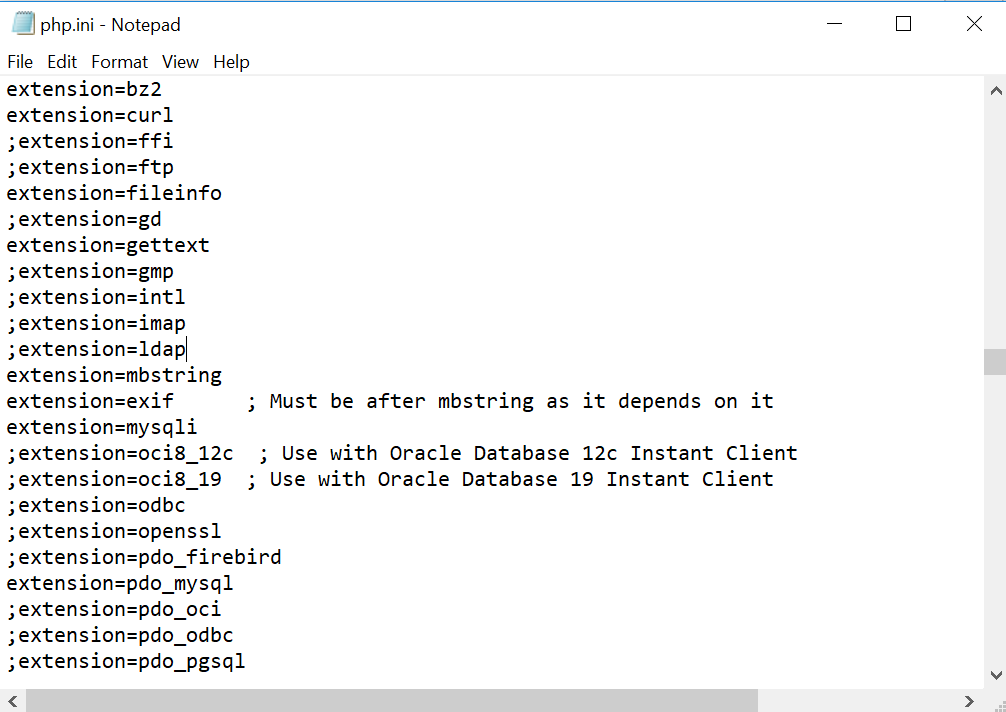 php.ini - Notepad
File Edit Format View Help
extension=bz2
extension=curl
;extension=ffi
;extension=ftp
extension=fileinfo
;extension=gd
extension=gettext
;extension=gmp
;extension=intl
;extension=imap
;extension=ldap
extension=mbstring
extension=exif      ; Must be after mbstring as it depends on it
extension=mysqli
;extension=oci8_12c  ; Use with Oracle Database 12c Instant Client
;extension=oci8_19  ; Use with Oracle Database 19 Instant Client
;extension=odbc
;extension=openssl
;extension=pdo_firebird
extension=pdo_mysql
;extension=pdo_oci
;extension=pdo_odbc
;extension=pdo_pgsql